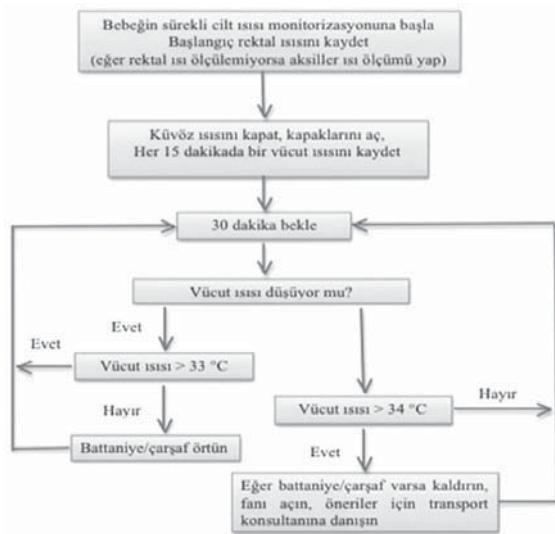 Bebeğin sürekli cilt ısısı monitorizasyonuna başla
Başlangıç rektal ısısını kaydet
(eğer rektal ısı ölçülemiyorsa aksiller ısı ölçümü yap)
Küvöz ısısını kapat, kapaklarını aç,
Her 15 dakikada bir vücut ısısını kaydet
30 dakika bekle
Vücut ısısı düşüyor mu?
Evet
Evet
Vücut ısısı > 33 °C
Hayır
Battaniye/çarşaf örtün
Vücut ısısı > 34 °C
Hayır
Evet
Eğer battaniye/çarşaf varsa kaldırın,
fanı açın, öneriler için transport
konsultanına danışın